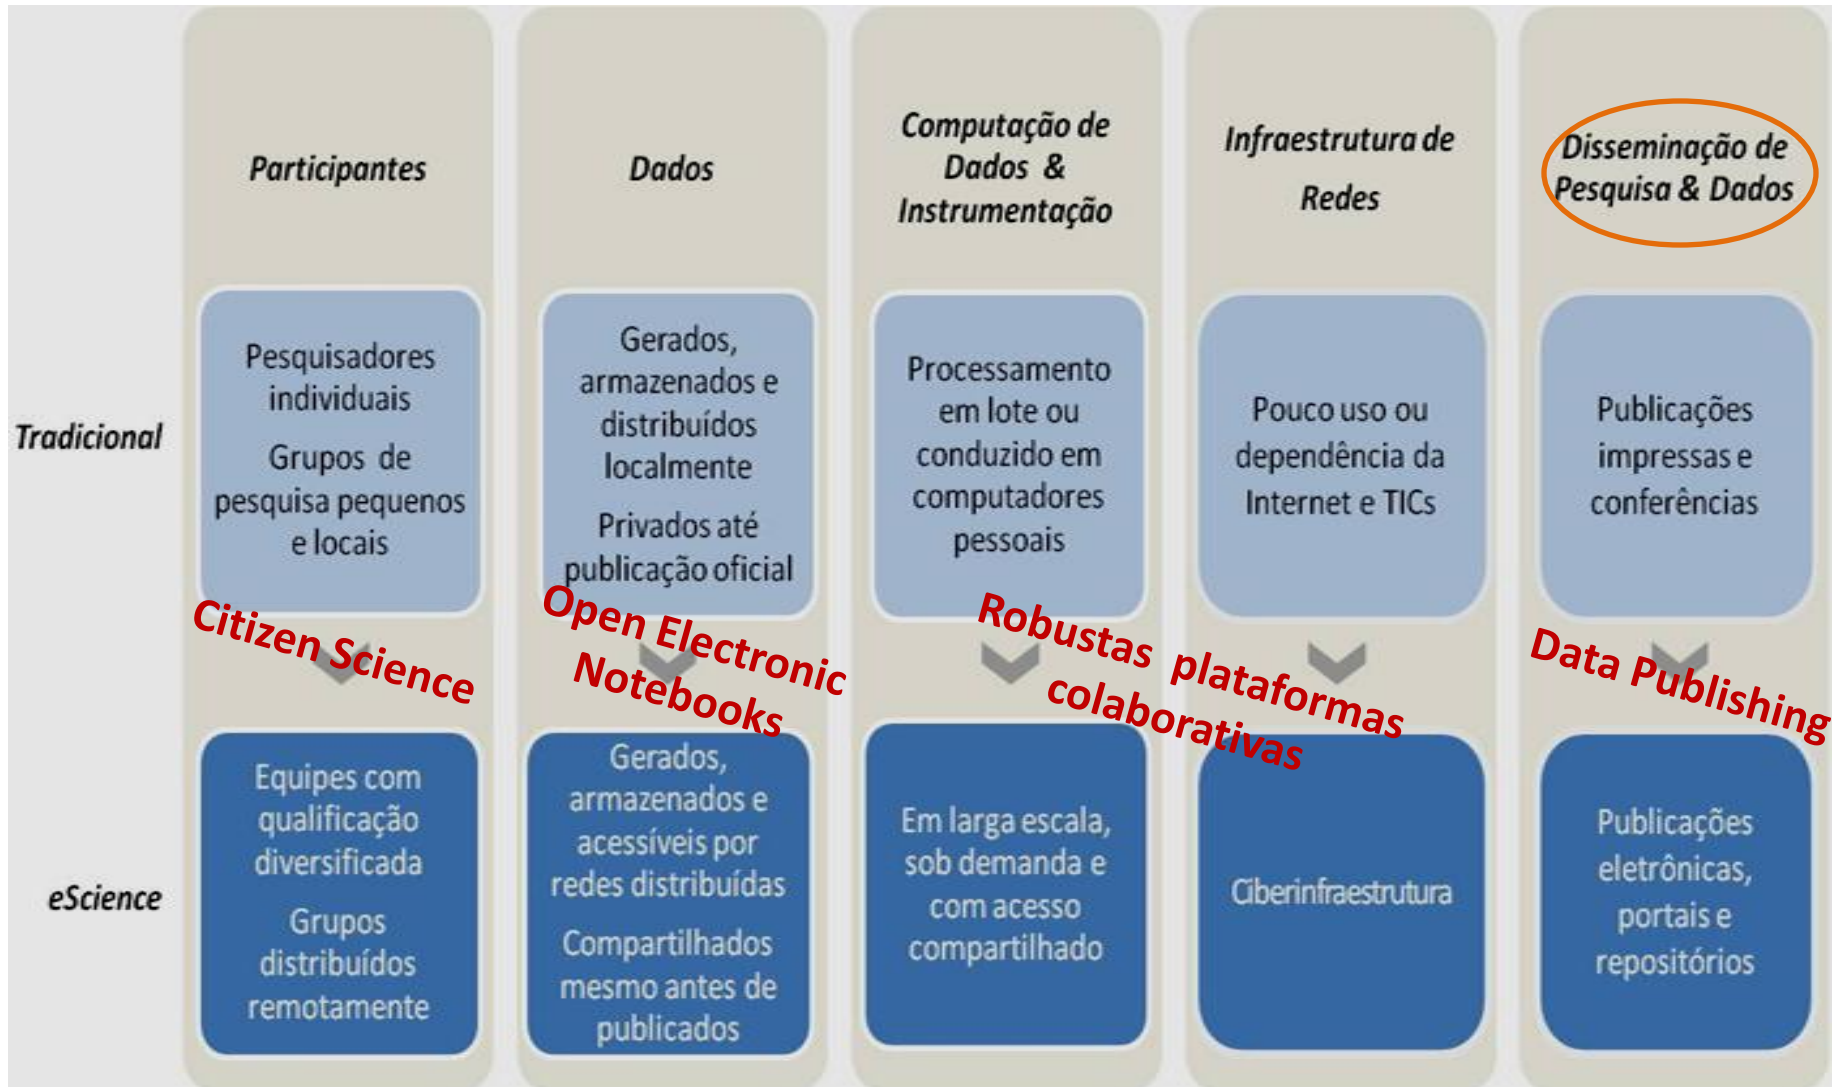 Participantes
Dados
Computação de
Dados &
Instrumentação
Infraestrutura de
Redes
Disseminação de
Pesquisa & Dados
Tradicional
Pesquisadores
individuais
Grupos de
pesquisa pequenos
e locais
Gerados,
armazenados e
distribuídos
localmente
Privados até
publicação oficial
Processamento
em lote ou
conduzido em
computadores
pessoais
Pouco uso ou
dependência da
Internet e TICs
Publicações
impressas e
conferências
Citizen Science
Open Electronic
Notebooks
Robustas plataformas
colaborativas
Data Publishing
eScience
Equipes com
qualificação
diversificada
Grupos
distribuídos
remotamente
Gerados,
armazenados e
acessíveis por
redes distribuídas
Compartilhados
mesmo antes de
publicados
Em larga escala,
sob demanda e
com acesso
compartilhado
Ciberinfraestrutura
Publicações
eletrônicas,
portais e
repositórios